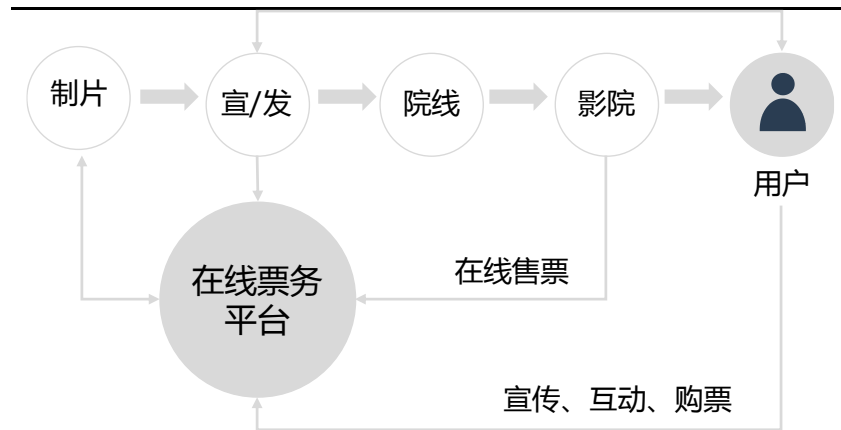 制片
宣/发
院线
影院
用户
在线票务
平台
在线售票
宣传、互动、购票